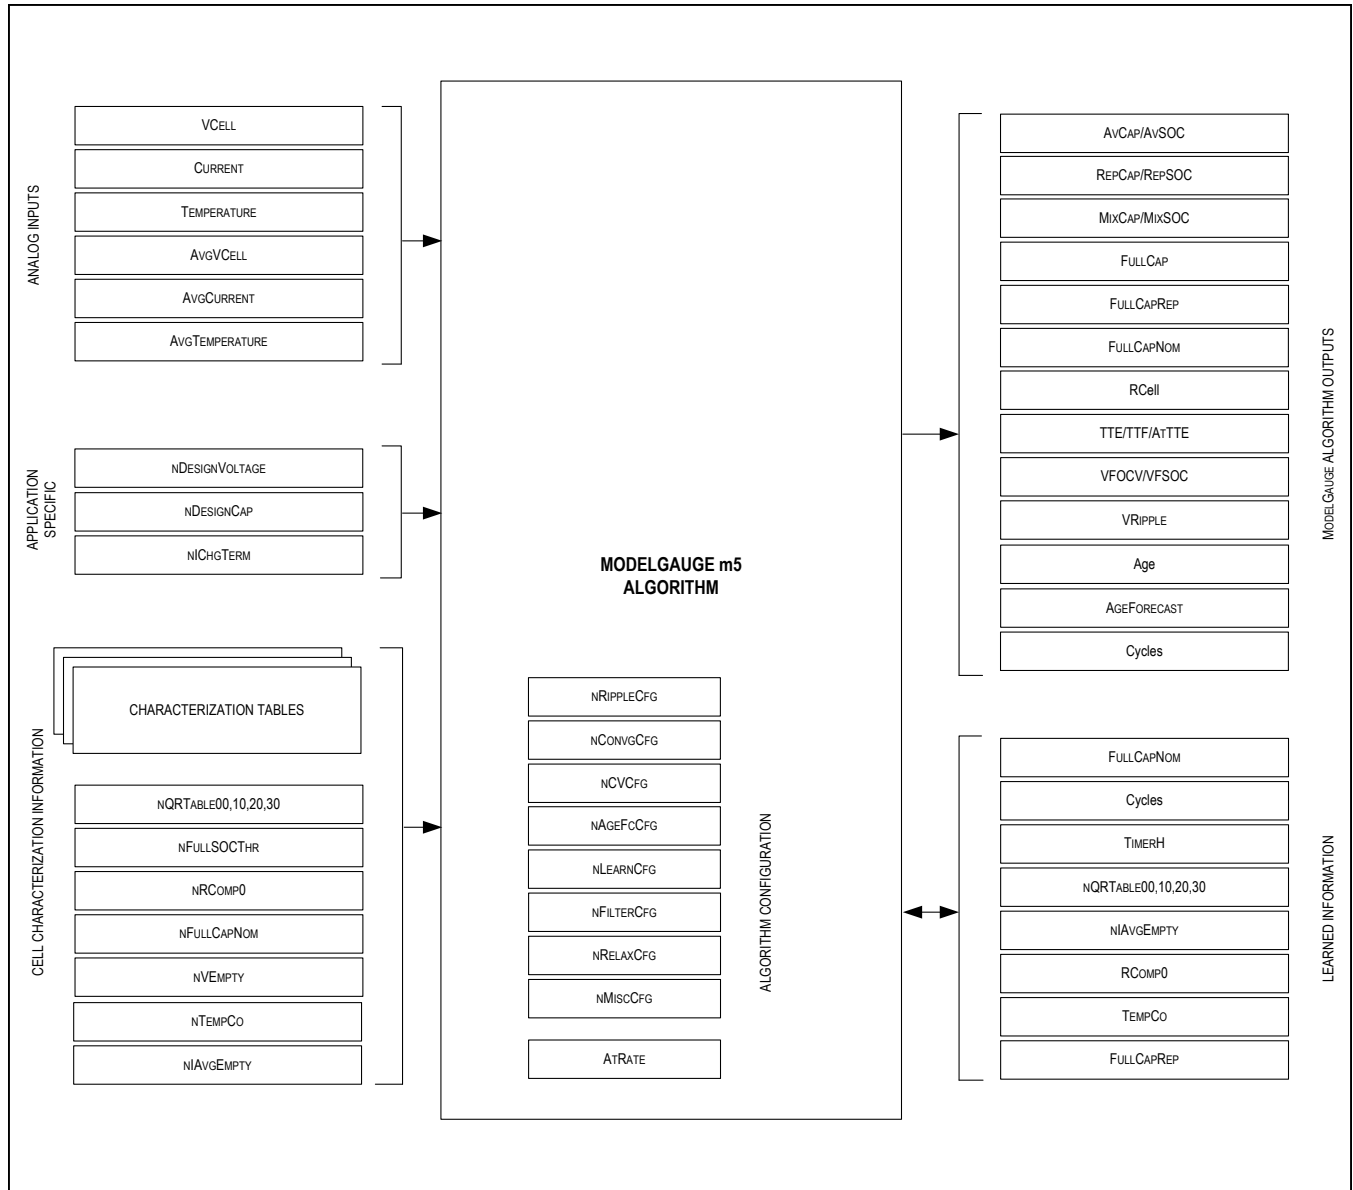 ANALOG INPUTS
VCELL
CURRENT
TEMPERATURE
AVGVCELL
AVGCURRENT
AVGTEMPERATURE
APPLICATION
SPECIFIC
NDESIGNVOLTAGE
NDESIGNCAP
NICHGTERM
CELL CHARACTERIZATION INFORMATION
CHARACTERIZATION TABLES
NQRTABLE00,10,20,30
NFULLSOCTHR
NRCOMP0
NFULLCAPNOM
NVEMPTY
NTEMPCO
NIAVGEMPTY
MODELGAUGE m5
ALGORITHM
NRIPPLECFG
NCONVGCFG
NCVCFG
NAGEFCCFG
NLEARNCFG
NFILTERCFG
NRELAXCFG
NMISCCFG
ATRATE
ALGORITHM CONFIGURATION
AVCAP/AVSOC
REPCAP/REPSOC
MIXCAP/MIXSOC
FULLCAP
FULLCAPREP
FULLCAPNOM
RCell
TTE/TTF/ATTTE
VFOCV/VFSOC
VRIPPLE
Age
AGEFORECAST
Cycles
MODELGAUGE ALGORITHM OUTPUTS
FULLCAPNOM
Cycles
TIMERH
NQRTABLE00,10,20,30
NIAVGEMPTY
RCOMP0
TEMPCO
FULLCAPREP
LEARNED INFORMATION